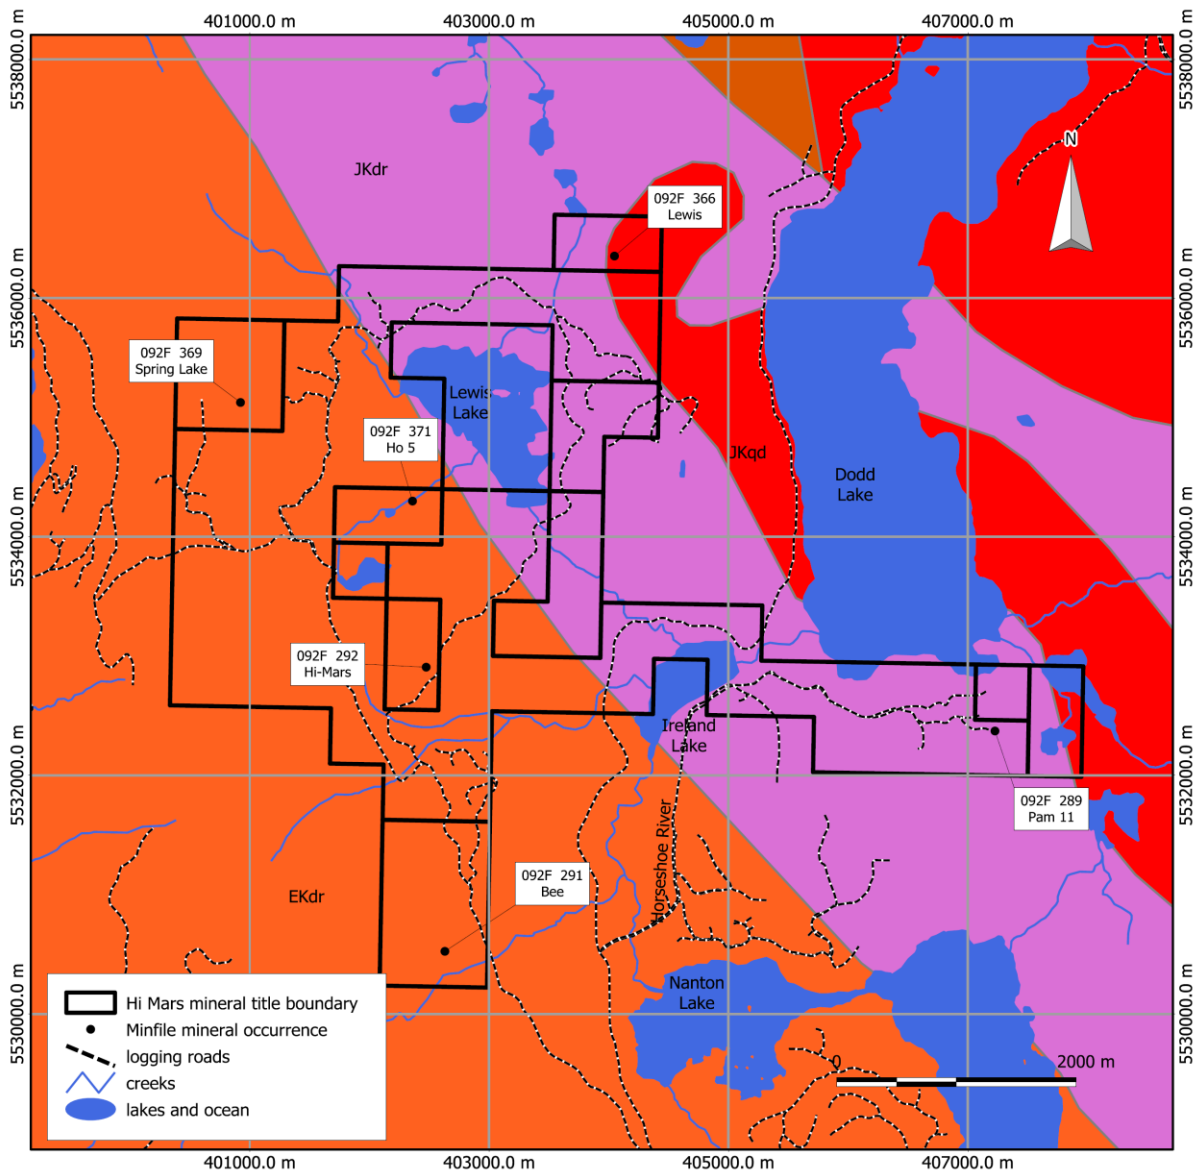 401000.0 m
403000.0 m
405000.0 m
407000.0 m
5538000.0 m
5538000.0 m
N
JKdr
092F 366
Lewis
5536000.0 m
5536000.0 m
092F 369
Spring Lake
Lewis
Lake
092F 371
Ho 5
JKqd
Dodd
Lake
5534000.0 m
5534000.0 m
092F 292
Hi-Mars
Ireland
Lake
5532000.0 m
5532000.0 m
092F 289
Pam 11
Horseshoe River
092F 291
Bee
EKdr
Nanton
Lake
5530000.0 m
5530000.0 m
Hi Mars mineral title boundary
Minfile mineral occurrence
logging roads
creeks
lakes and ocean
0
2000 m
401000.0 m
403000.0 m
405000.0 m
407000.0 m